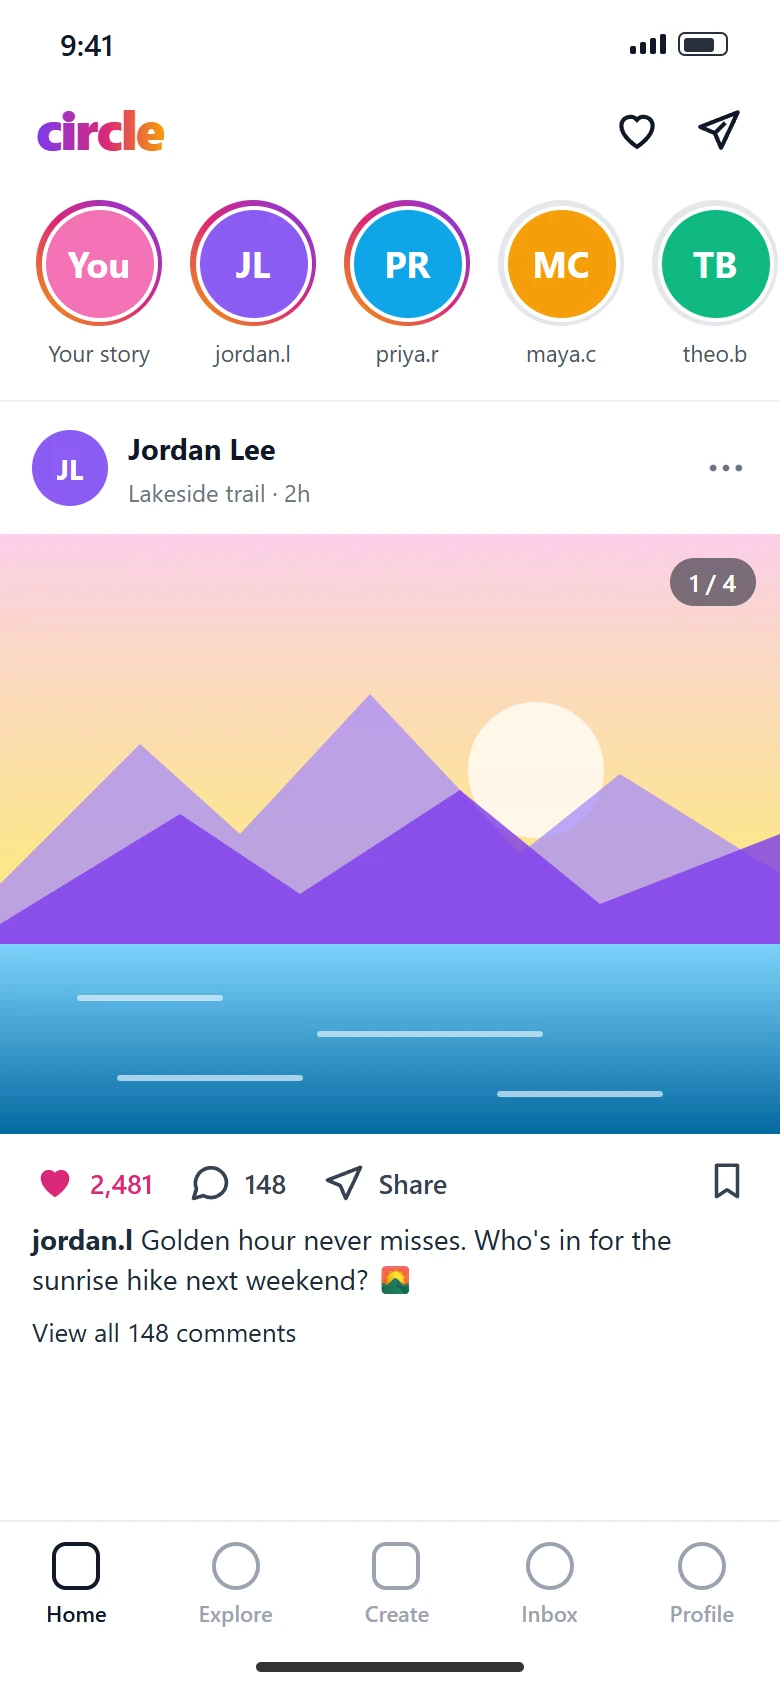 9:41
circle
You
JL
PR
MC
TB
Your story
jordan.l
priya.r
maya.c
theo.b
JL
Jordan Lee
Lakeside trail · 2h
1 / 4
2,481
148
Share
jordan.l Golden hour never misses. Who's in for the
sunrise hike next weekend? 🌄
View all 148 comments
Home
Explore
Create
Inbox
Profile